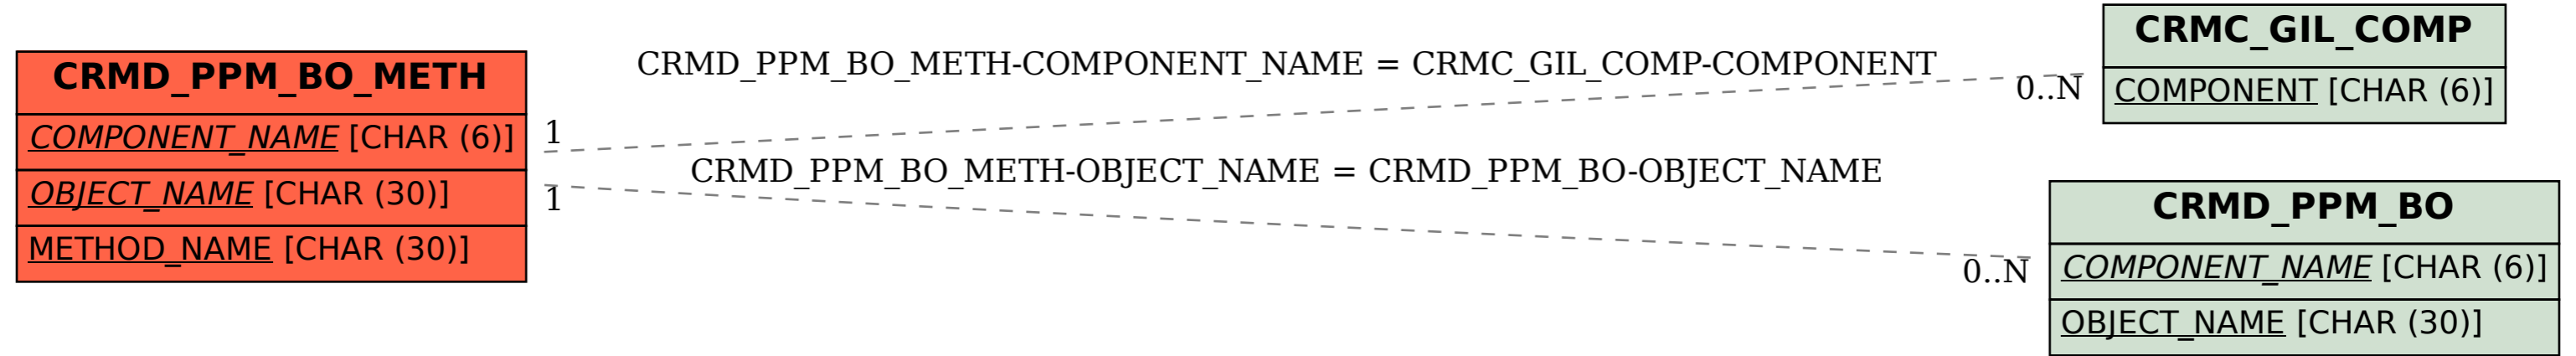 CRMD_PPM_BO_METH
COMPONENT_NAME [CHAR (6)]
OBJECT_NAME [CHAR (30)]
METHOD_NAME [CHAR (30)]
CRMD_PPM_BO_METH-COMPONENT_NAME = CRMC_GIL_COMP-COMPONENT
1
0..N
CRMD_PPM_BO_METH-OBJECT_NAME = CRMD_PPM_BO-OBJECT_NAME
1
0..N
CRMC_GIL_COMP
COMPONENT [CHAR (6)]
CRMD_PPM_BO
COMPONENT_NAME [CHAR (6)]
OBJECT_NAME [CHAR (30)]